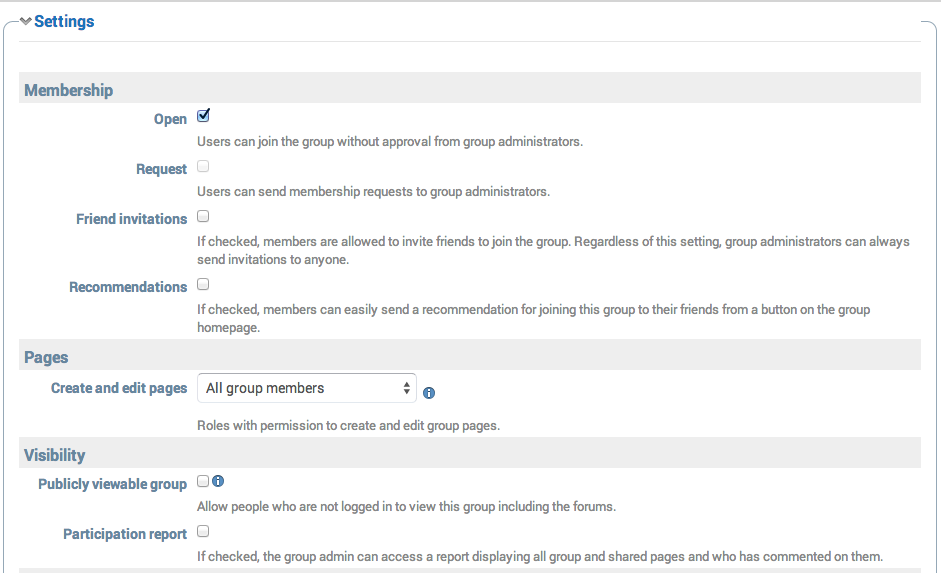 Settings
Membership
Open
Users can join the group without approval from group administrators.
Request
Users can send membership requests to group administrators.
Friend invitations
If checked, members are allowed to invite friends to join the group. Regardless of this setting, group administrators can always
send invitations to anyone.
Recommendations
If checked, members can easily send a recommendation for joining this group to their friends from a button on the group
homepage.
Pages
Create and edit pages All group members
Roles with permission to create and edit group pages.
Visibility
Publicly viewable group
Allow people who are not logged in to view this group including the forums.
Participation report
If checked, the group admin can access a report displaying all group and shared pages and who has commented on them.